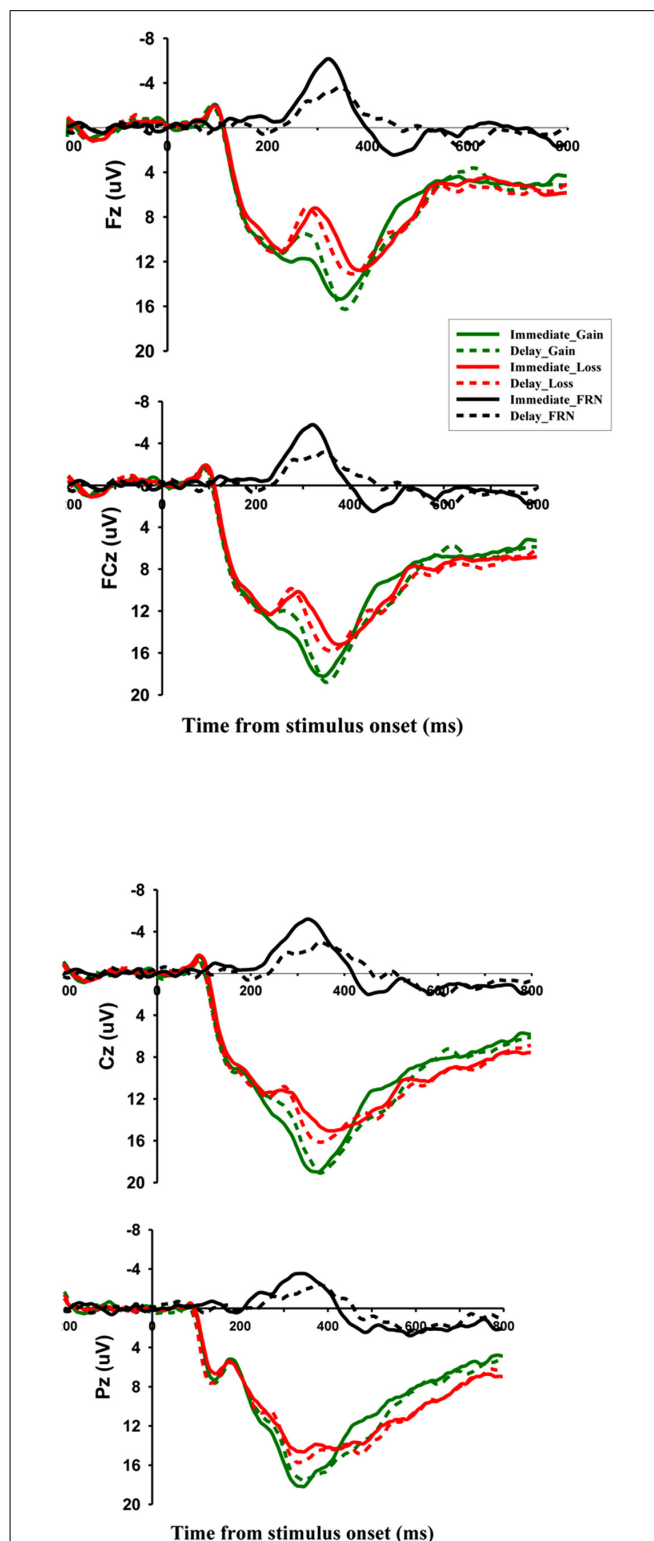 -8
-4
00 0 200 400 600 800
4
8
12
16
20
Fz (uV)
Immediate_Gain
Delay_Gain
Immediate_Loss
Delay_Loss
Immediate_FRN
Delay_FRN
-8
-4
00 0 200 400 600 800
4
8
12
16
20
FCz (uV)
Time from stimulus onset (ms)
-8
-4
00 0 200 400 600 800
4
8
12
16
20
Cz (uV)
-8
-4
00 0 200 400 600 800
4
8
12
16
20
Pz (uV)
Time from stimulus onset (ms)